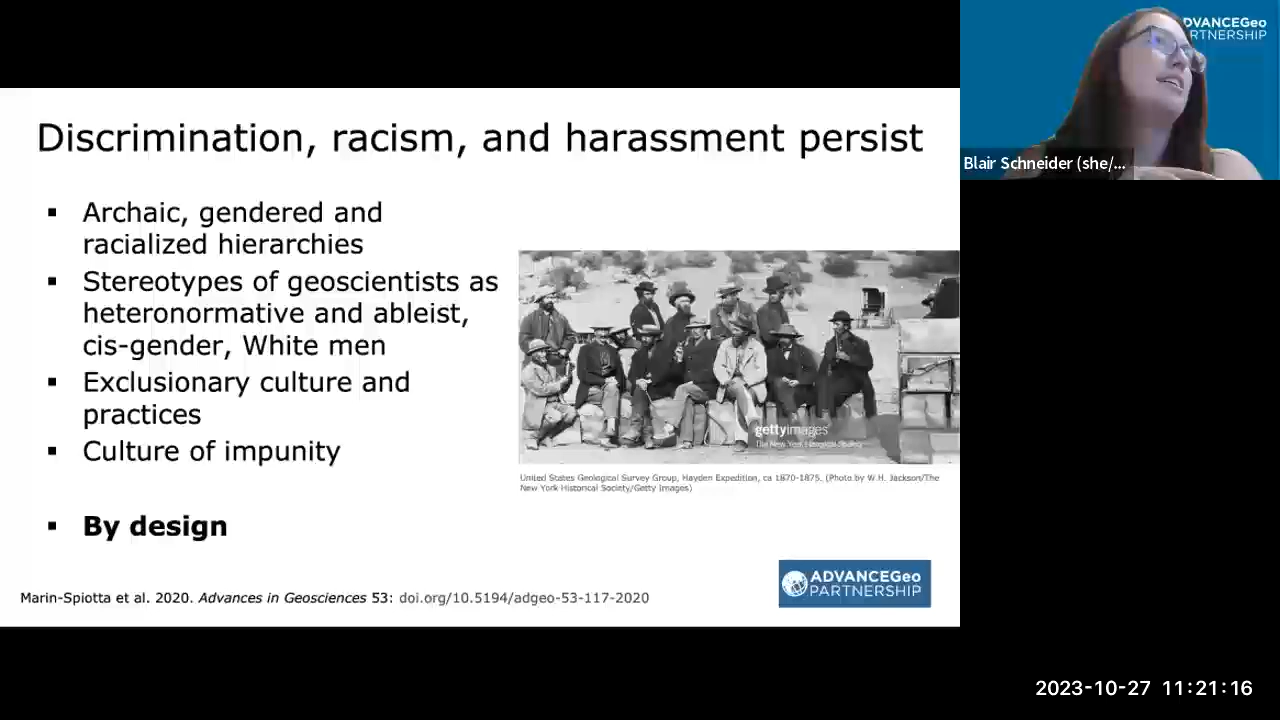 Discrimination, racism, and harassment persist
▪ Archaic, gendered and
racialized hierarchies
▪ Stereotypes of geoscientists as
heteronormative and ableist,
cis-gender, White men
▪ Exclusionary culture and
practices
▪ Culture of impunity
▪ By design
gettyimages
The New York Historical Society
United States Geological Survey Group, Hayden Expedition, ca 1870-1875. (Photo by W.H. Jackson/The
New York Historical Society/Getty Images)
ADVANCEGeo
PARTNERSHIP
Marin-Spiotta et al. 2020. Advances in Geosciences 53: doi.org/10.5194/adgeo-53-117-2020
DVANCEGeo
RTNERSHIP
Blair Schneider (she/...
2023-10-27 11:21:16